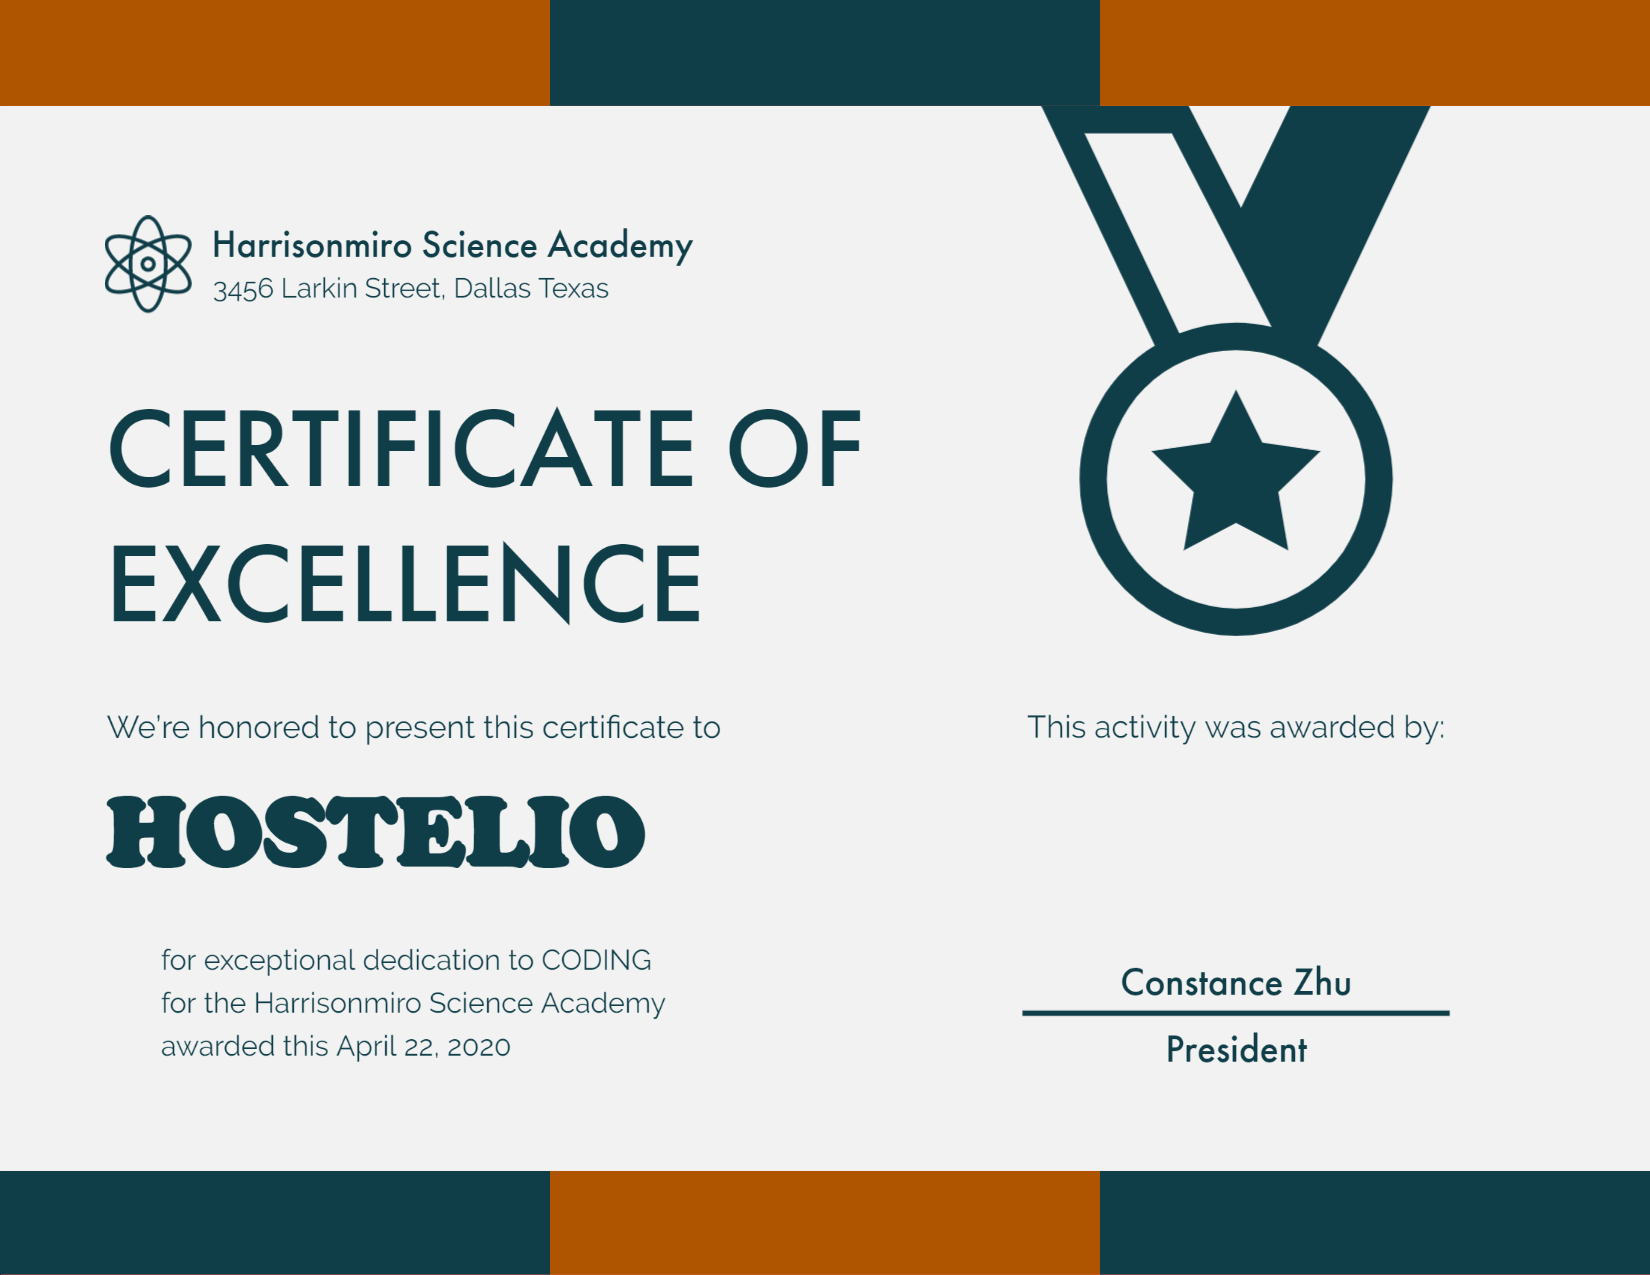 Harrisonmiro Science Academy
3456 Larkin Street, Dallas Texas
CERTIFICATE OF
EXCELLENCE
We're honored to present this certificate to
HOSTELIO
for exceptional dedication to CODING
for the Harrisonmiro Science Academy
awarded this April 22, 2020
This activity was awarded by:
Constance Zhu
President